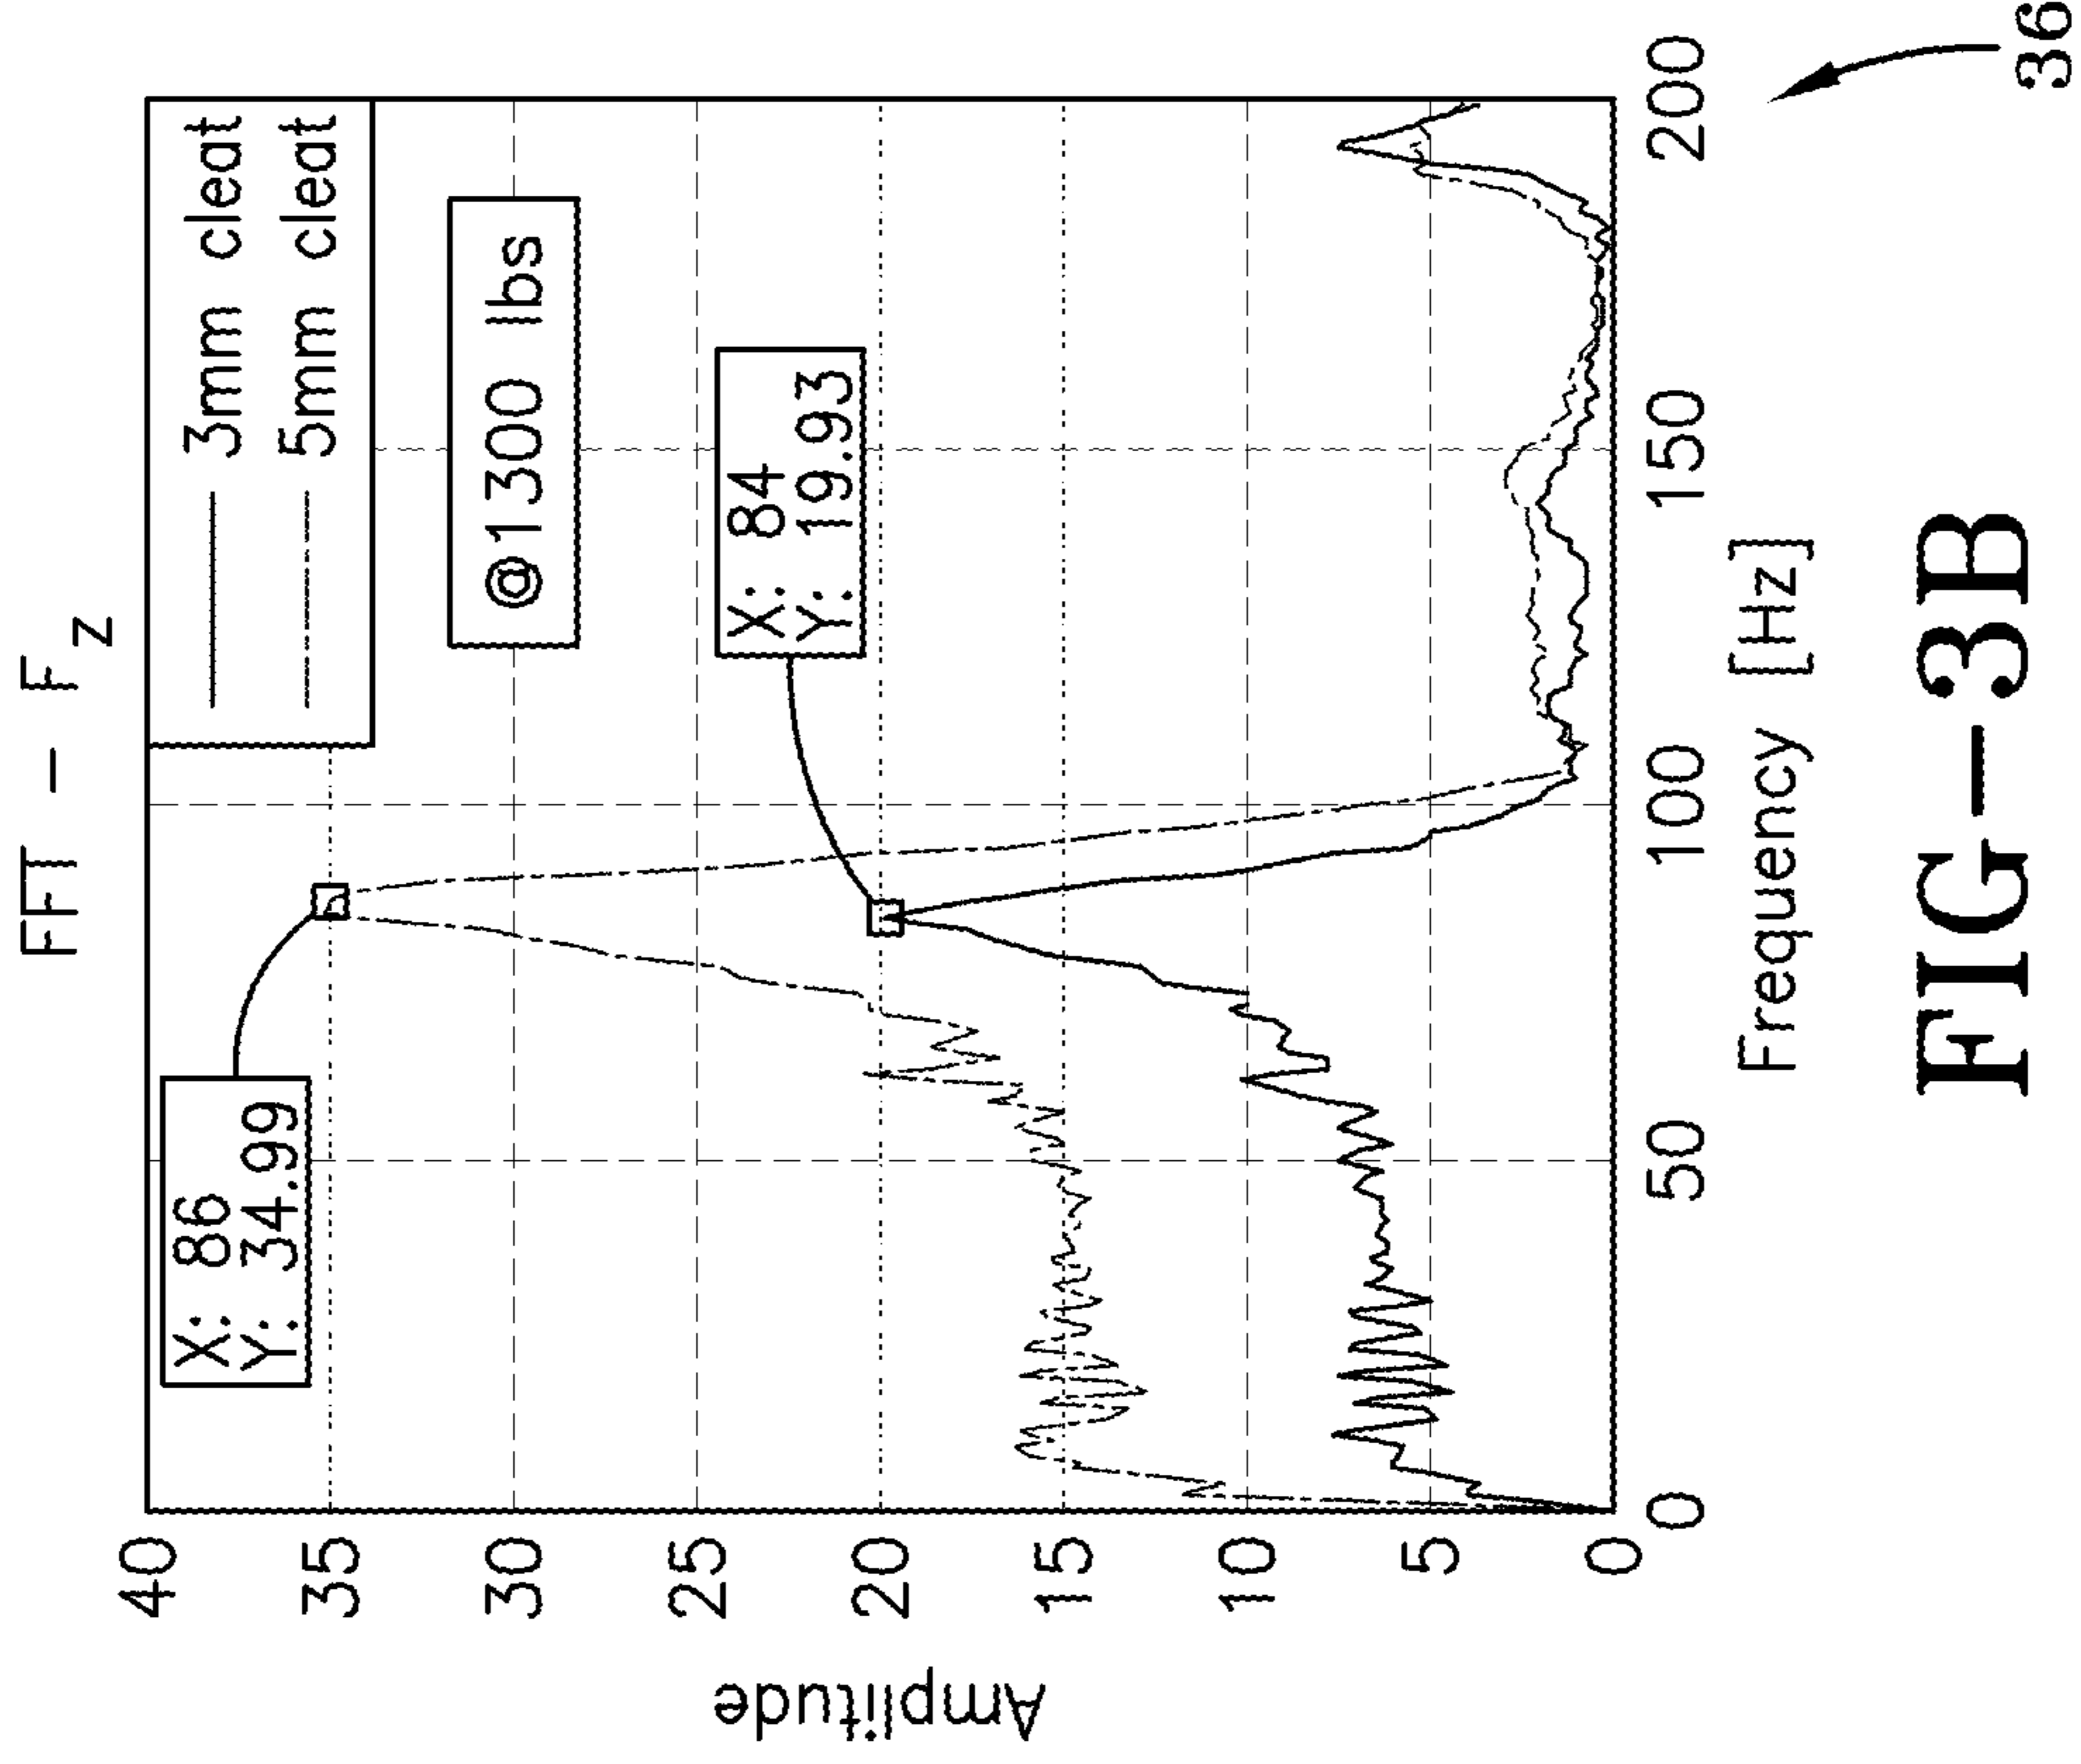 FFT – Fz
3mm cleat
5mm cleat
@1300 lbs
X: 86
Y: 34.99
X: 84
Y: 19.93
Amplitude
40
35
30
25
20
15
10
5
0
0
50
100
150
200
Frequency [Hz]
36
FIG-3B